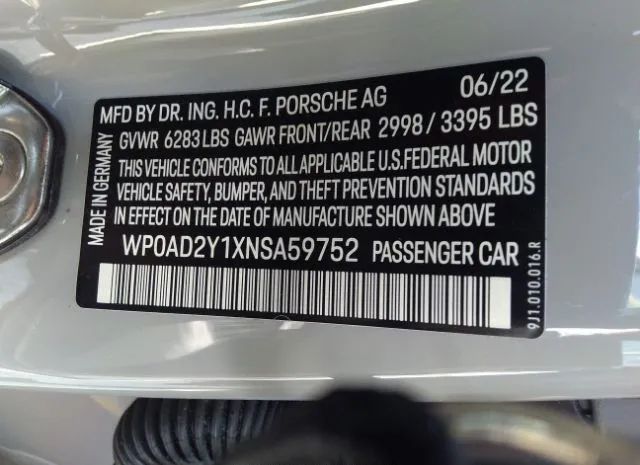 MFD BY DR. ING. H.C. F. PORSCHE AG 06/22
GVWR 6283 LBS GAWR FRONT/REAR 2998 / 3395 LBS
THIS VEHICLE CONFORMS TO ALL APPLICABLE U.S.FEDERAL MOTOR
VEHICLE SAFETY, BUMPER, AND THEFT PREVENTION STANDARDS
IN EFFECT ON THE DATE OF MANUFACTURE SHOWN ABOVE
WP0AD2Y1XNSA59752 PASSENGER CAR
MADE IN GERMANY
9J1.010.016.R